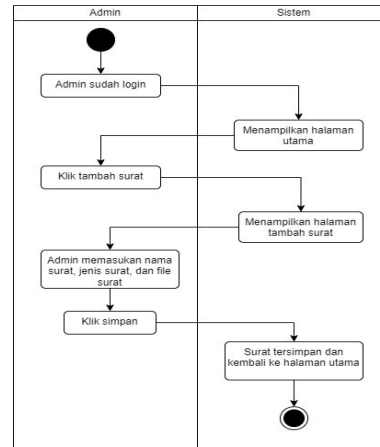 Admin
Sistem
Admin sudah login
Menampilkan halaman
utama
Klik tambah surat
Menampilkan halaman
tambah surat
Admin memasukan nama
surat, jenis surat, dan file
surat
Klik simpan
Surat tersimpan dan
kembali ke halaman utama